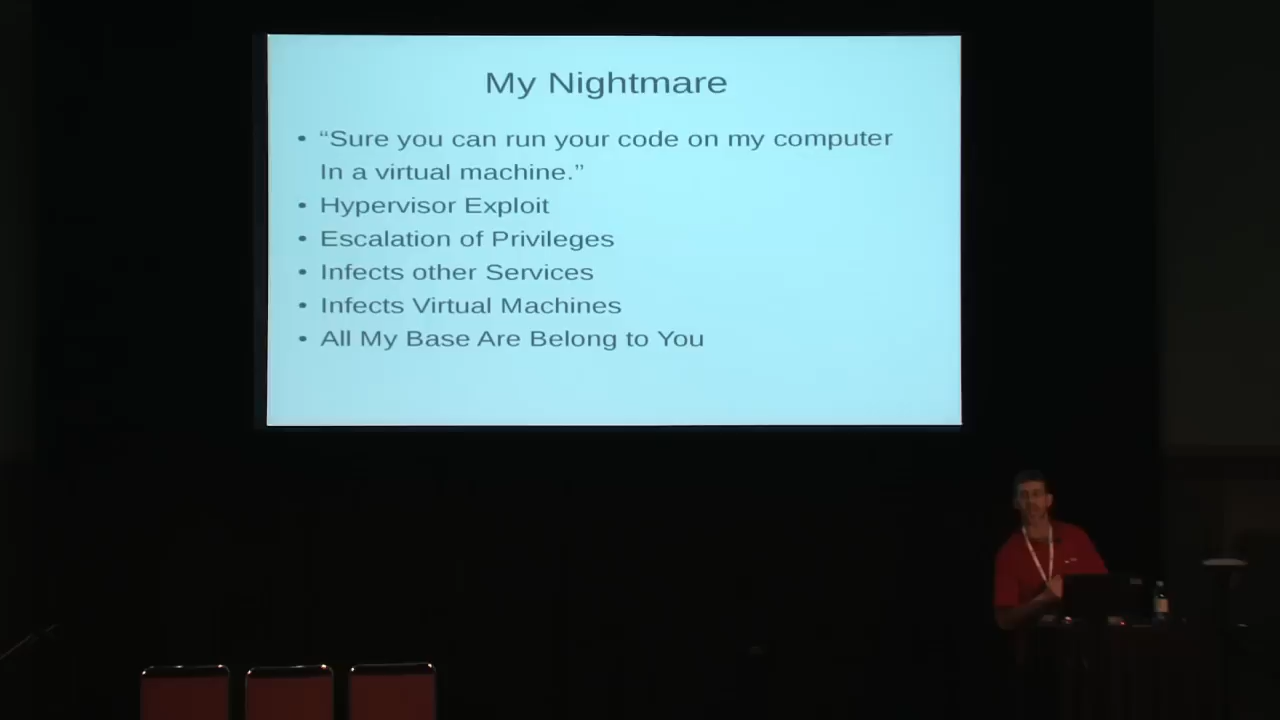 My Nightmare
• “Sure you can run your code on my computer
In a virtual machine.”
• Hypervisor Exploit
• Escalation of Privileges
• Infects other Services
• Infects Virtual Machines
• All My Base Are Belong to You